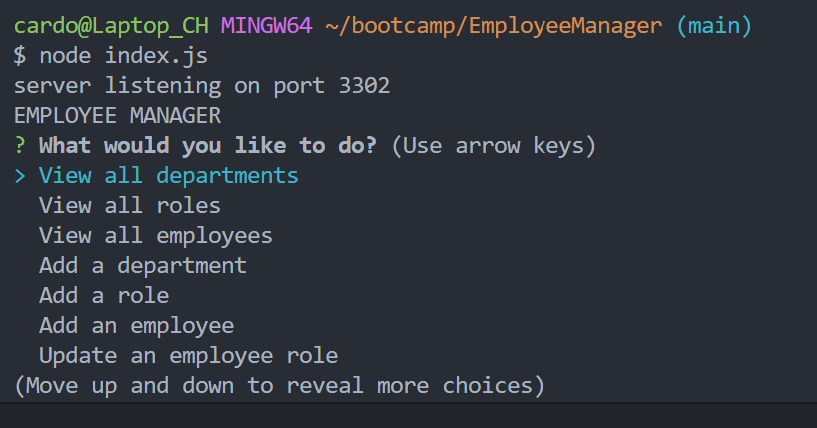 cardo@Laptop_CH MINGW64 ~/bootcamp/EmployeeManager (main)
$ node index.js
server listening on port 3302
EMPLOYEE MANAGER
? What would you like to do? (Use arrow keys)
> View all departments
  View all roles
  View all employees
  Add a department
  Add a role
  Add an employee
  Update an employee role
(Move up and down to reveal more choices)